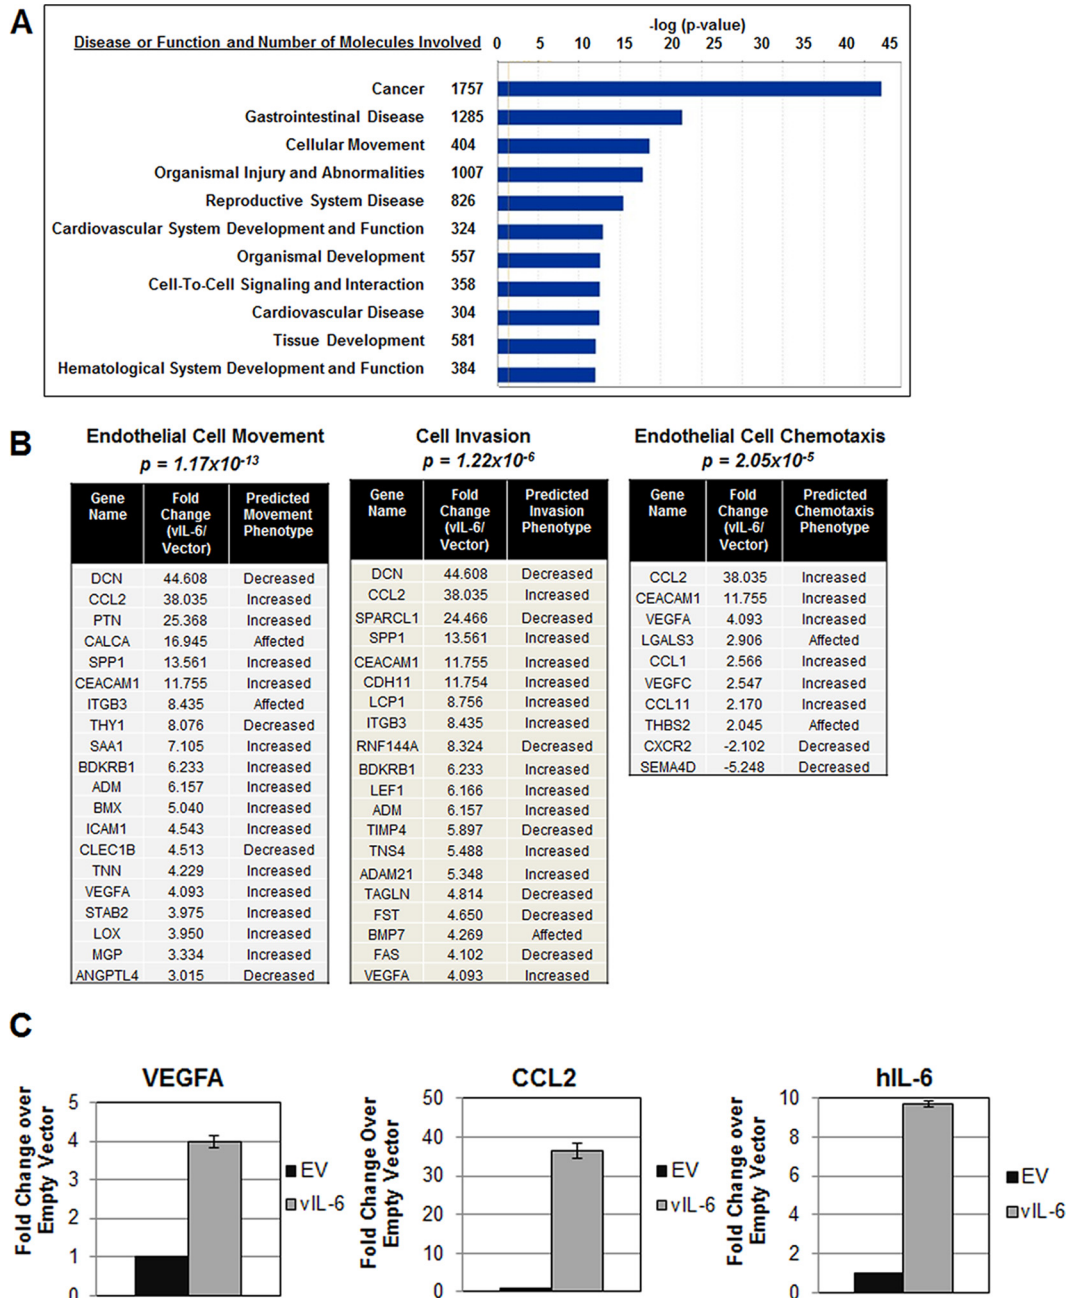 A
-log (p-value)
Disease or Function and Number of Molecules Involved 0 5 10 15 20 25 30 35 40 45
Cancer 1757
Gastrointestinal Disease 1285
Cellular Movement 404
Organismal Injury and Abnormalities 1007
Reproductive System Disease 826
Cardiovascular System Development and Function 324
Organismal Development 557
Cell-To-Cell Signaling and Interaction 358
Cardiovascular Disease 304
Tissue Development 581
Hematological System Development and Function 384
B
Endothelial Cell Movement
p = 1.17x10-13
Gene Name Fold Change (vIL-6/ Vector) Predicted Movement Phenotype
DCN 44.608 Decreased
CCL2 38.035 Increased
PTN 25.368 Increased
CALCA 16.945 Affected
SPP1 13.561 Increased
CEACAM1 11.755 Increased
ITGB3 8.435 Affected
THY1 8.076 Decreased
SAA1 7.105 Increased
BDKRB1 6.233 Increased
ADM 6.157 Increased
BMX 5.040 Increased
ICAM1 4.543 Increased
CLEC1B 4.513 Decreased
TNN 4.229 Increased
VEGFA 4.093 Increased
STAB2 3.975 Increased
LOX 3.950 Increased
MGP 3.334 Increased
ANGPTL4 3.015 Decreased
Cell Invasion
p = 1.22x10-6
Gene Name Fold Change (vIL-6/ Vector) Predicted Invasion Phenotype
DCN 44.608 Decreased
CCL2 38.035 Increased
SPARCL1 24.466 Decreased
SPP1 13.561 Increased
CEACAM1 11.755 Increased
CDH11 11.754 Increased
LCP1 8.756 Increased
ITGB3 8.435 Increased
RNF144A 8.324 Decreased
BDKRB1 6.233 Increased
LEF1 6.166 Increased
ADM 6.157 Increased
TIMP4 5.897 Decreased
TNS4 5.488 Increased
ADAM21 5.348 Increased
TAGLN 4.814 Decreased
FST 4.650 Decreased
BMP7 4.269 Affected
FAS 4.102 Decreased
VEGFA 4.093 Increased
Endothelial Cell Chemotaxis
p = 2.05x10-5
Gene Name Fold Change (vIL-6/ Vector) Predicted Chemotaxis Phenotype
CCL2 38.035 Increased
CEACAM1 11.755 Increased
VEGFA 4.093 Increased
LGALS3 2.906 Affected
CCL1 2.566 Increased
VEGFC 2.547 Increased
CCL11 2.170 Increased
THBS2 2.045 Affected
CXCR2 -2.102 Decreased
SEMA4D -5.248 Decreased
C
VEGFA
Fold Change over
Empty Vector
5
4
3
2
1
0
EV
vIL-6
CCL2
Fold Change Over
Empty Vector
50
40
30
20
10
0
EV
vIL-6
hIL-6
Fold Change over
Empty Vector
10
8
6
4
2
0
EV
vIL-6